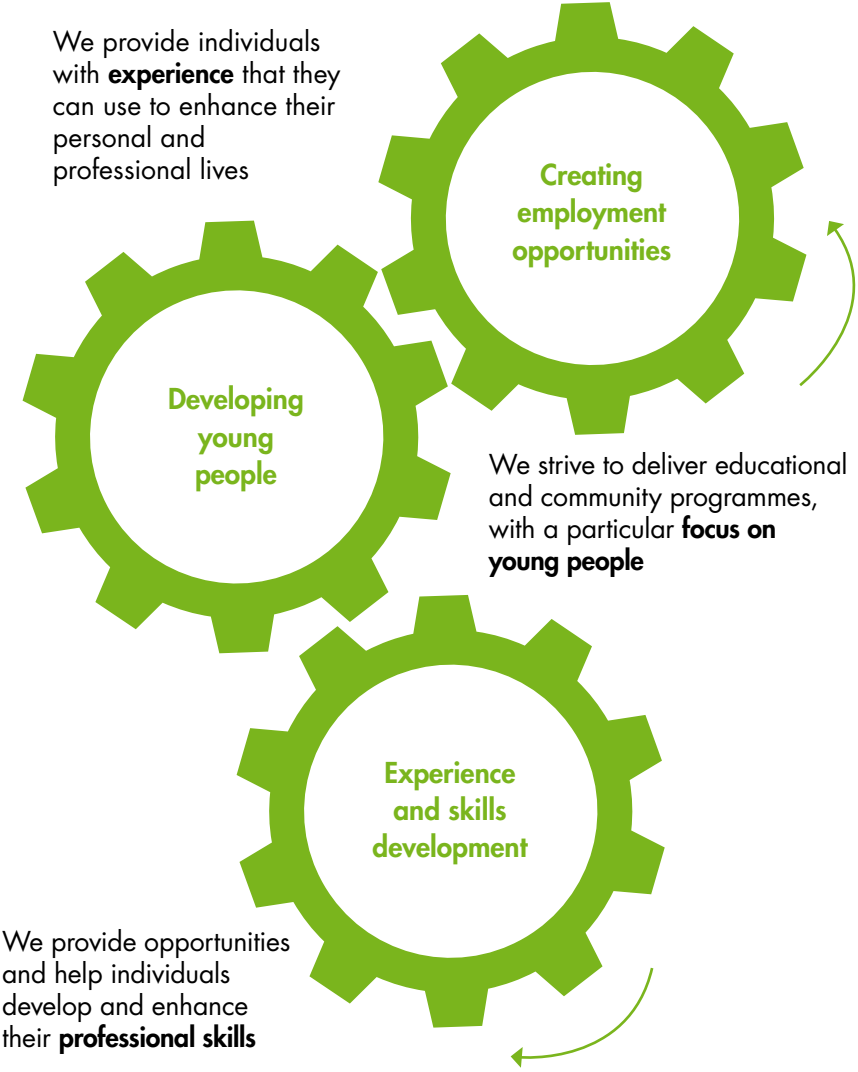 We provide individuals
with experience that they
can use to enhance their
personal and
professional lives
Creating
employment
opportunities
Developing
young
people
We strive to deliver educational
and community programmes,
with a particular focus on
young people
Experience
and skills
development
We provide opportunities
and help individuals
develop and enhance
their professional skills